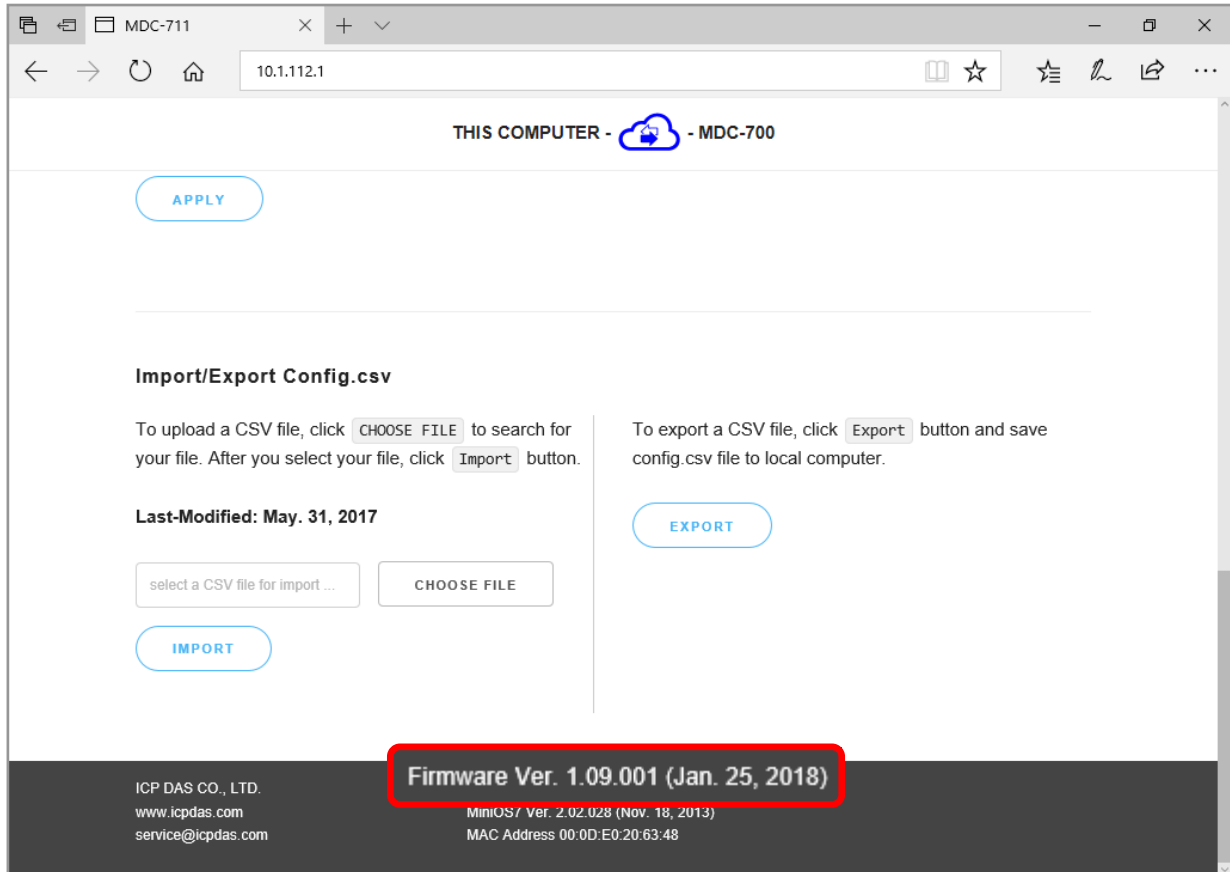 MDC-711
10.1.112.1
THIS COMPUTER - - MDC-700
APPLY
Import/Export Config.csv
To upload a CSV file, click CHOOSE FILE to search for
your file. After you select your file, click Import button.
Last-Modified: May. 31, 2017
select a CSV file for import ...
CHOOSE FILE
IMPORT
To export a CSV file, click Export button and save
config.csv file to local computer.
EXPORT
ICP DAS CO., LTD.
www.icpdas.com
service@icpdas.com
Firmware Ver. 1.09.001 (Jan. 25, 2018)
MiniOS7 Ver. 2.02.028 (Nov. 18, 2013)
MAC Address 00:0D:E0:20:63:48